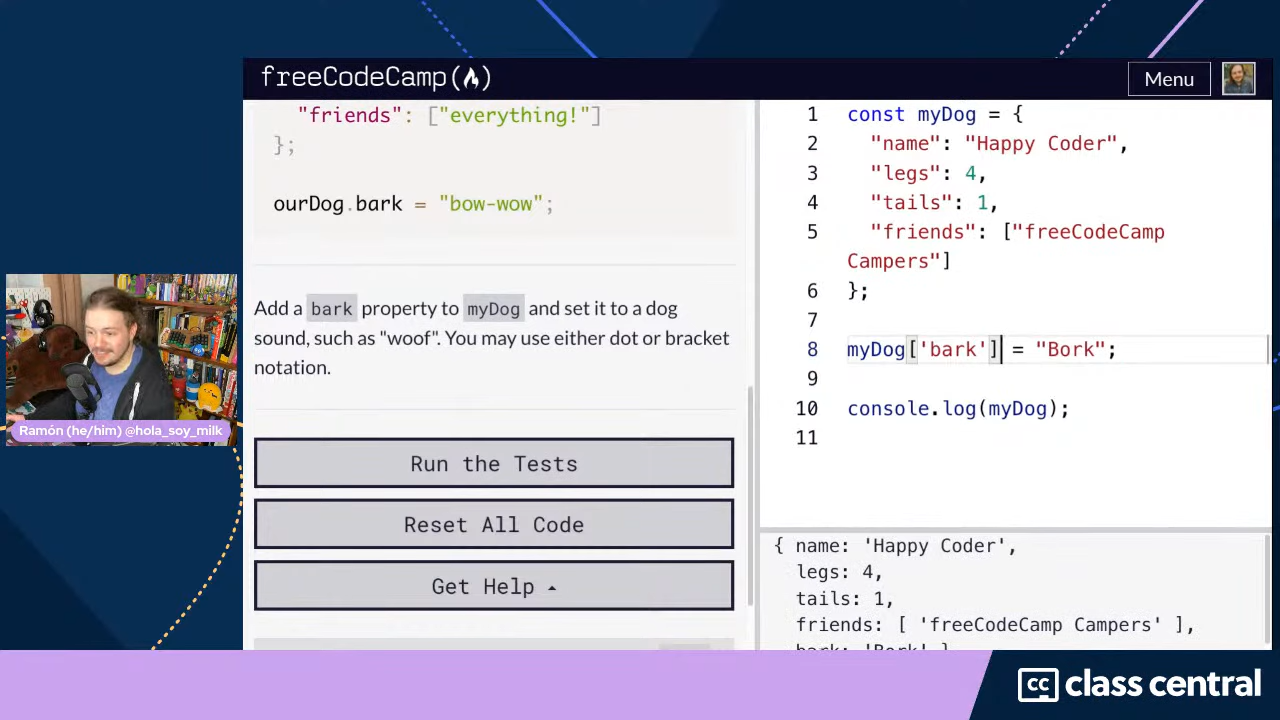 freeCodeCamp(🔥)
Menu
"friends": ["everything!"]
};
ourDog.bark = "bow-wow";
Add a bark property to myDog and set it to a dog
sound, such as "woof". You may use either dot or bracket
notation.
Run the Tests
Reset All Code
Get Help
1 const myDog = {
2 "name": "Happy Coder",
3 "legs": 4,
4 "tails": 1,
5 "friends": ["freeCodeCamp
Campers"]
6 };
7
8 myDog['bark'] = "Bork";
9
10 console.log(myDog);
11
{ name: 'Happy Coder',
legs: 4,
tails: 1,
friends: [ 'freeCodeCamp Campers' ],
bark: 'Bork' }
Ramón (he/him) @hola_soy_milk
cc class central